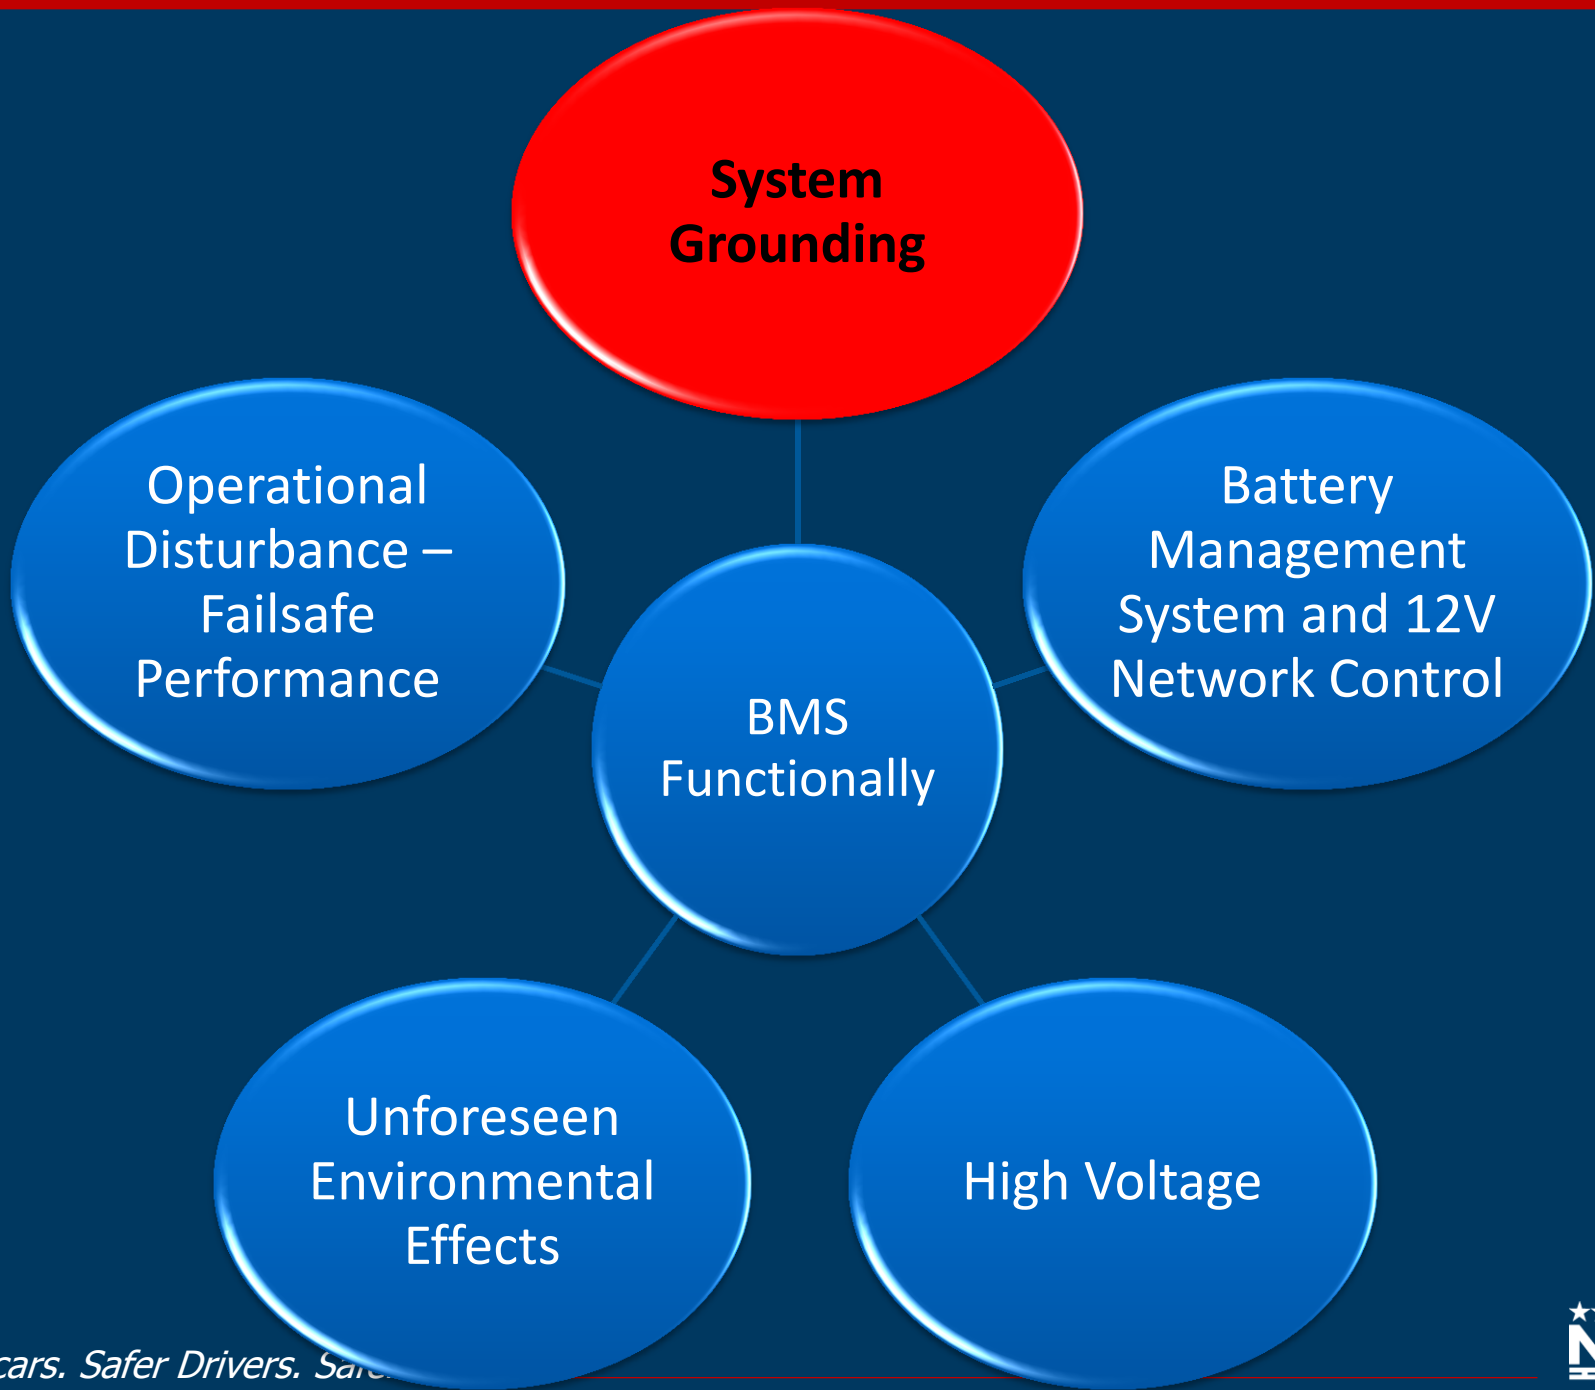 System
Grounding
Operational
Disturbance –
Failsafe
Performance
Battery
Management
System and 12V
Network Control
BMS
Functionally
Unforeseen
Environmental
Effects
High Voltage
cars. Safer Drivers.